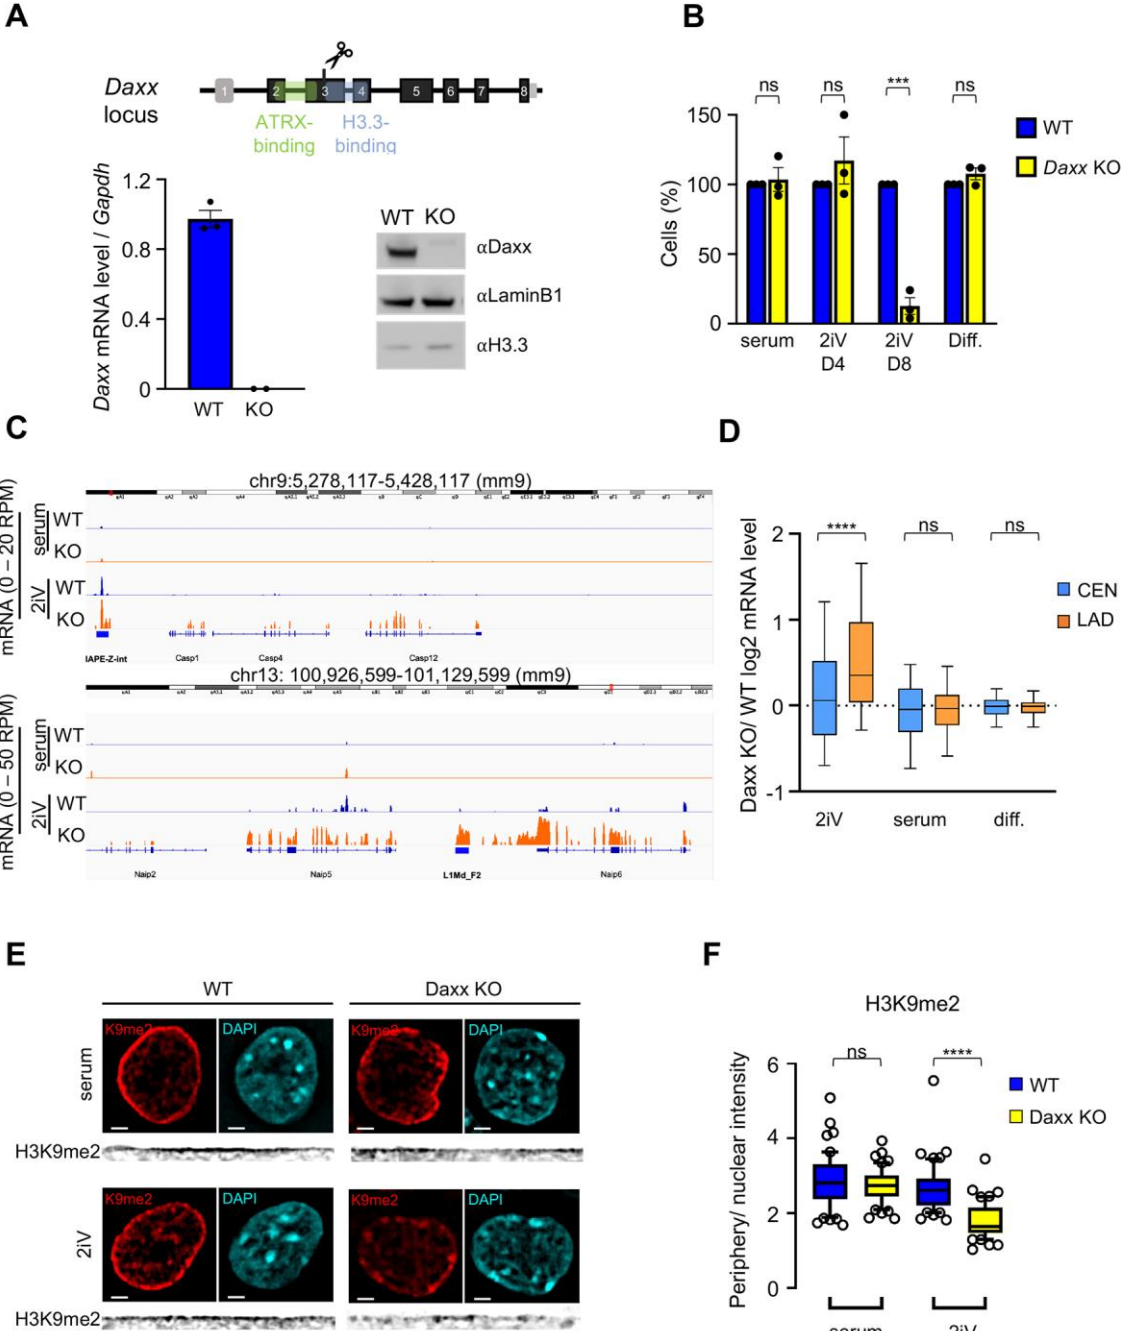 A
Daxx
locus
1 2 3 4 5 6 7 8
ATRX-
binding
H3.3-
binding
Daxx mRNA level / Gapdh
1.2
0.8
0.4
0
WT KO
WT KO
αDaxx
αLaminB1
αH3.3
B
ns ns *** ns
Cells (%)
150
100
50
0
serum
2iV
D4
2iV
D8
Diff.
WT
Daxx KO
C
chr9:5,278,117-5,428,117 (mm9)
mRNA (0 – 20 RPM)
serum
WT
KO
2iV
WT
KO
IAPE-Z-int Casp1 Casp4 Casp12
chr13: 100,926,599-101,129,599 (mm9)
mRNA (0 – 50 RPM)
serum
WT
KO
2iV
WT
KO
Naip2 Naip5 L1Md_F2 Naip6
D
Daxx KO/ WT log2 mRNA level
2
1
0
-1
**** ns ns
2iV serum diff.
CEN
LAD
E
WT Daxx KO
serum
K9me2 DAPI K9me2 DAPI
H3K9me2
2iV
K9me2 DAPI K9me2 DAPI
H3K9me2
F
H3K9me2
Periphery/ nuclear intensity
6
4
2
0
ns ****
WT
Daxx KO
serum 2iV